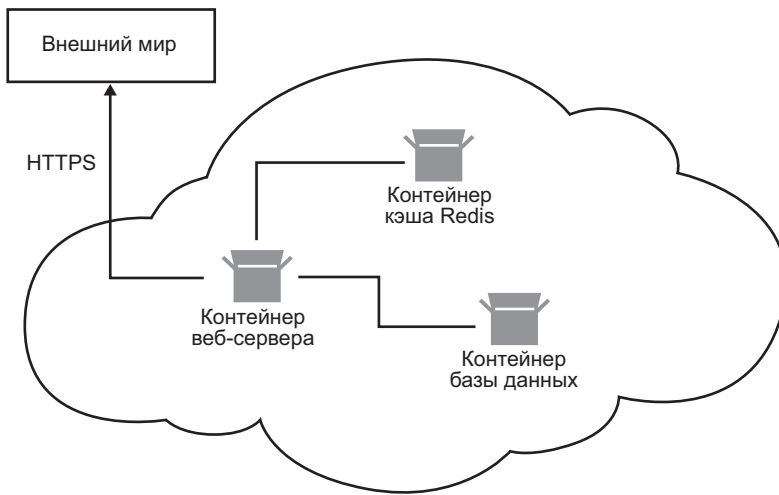 Внешний мир
HTTPS
Контейнер
кэша Redis
Контейнер
веб-сервера
Контейнер
базы данных